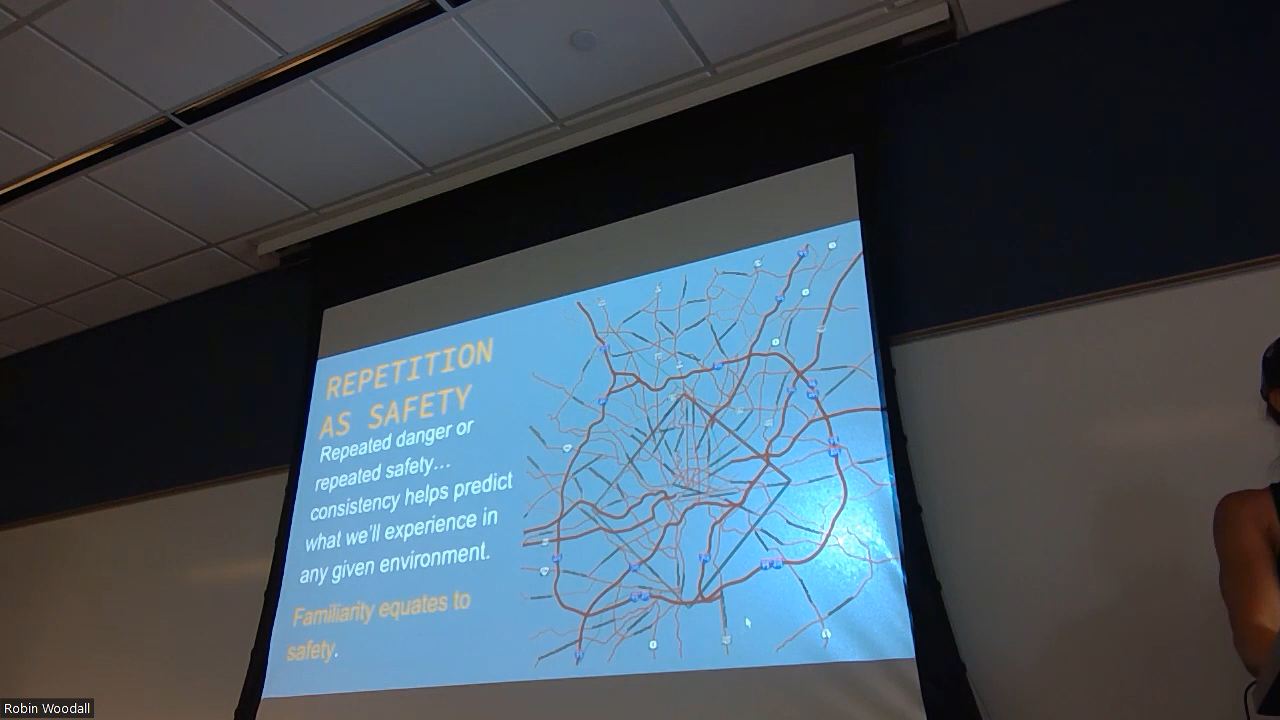 REPETITION
AS SAFETY
Repeated danger or
repeated safety...
consistency helps predict
what we'll experience in
any given environment.
Familiarity equates to
safety.
Robin Woodall